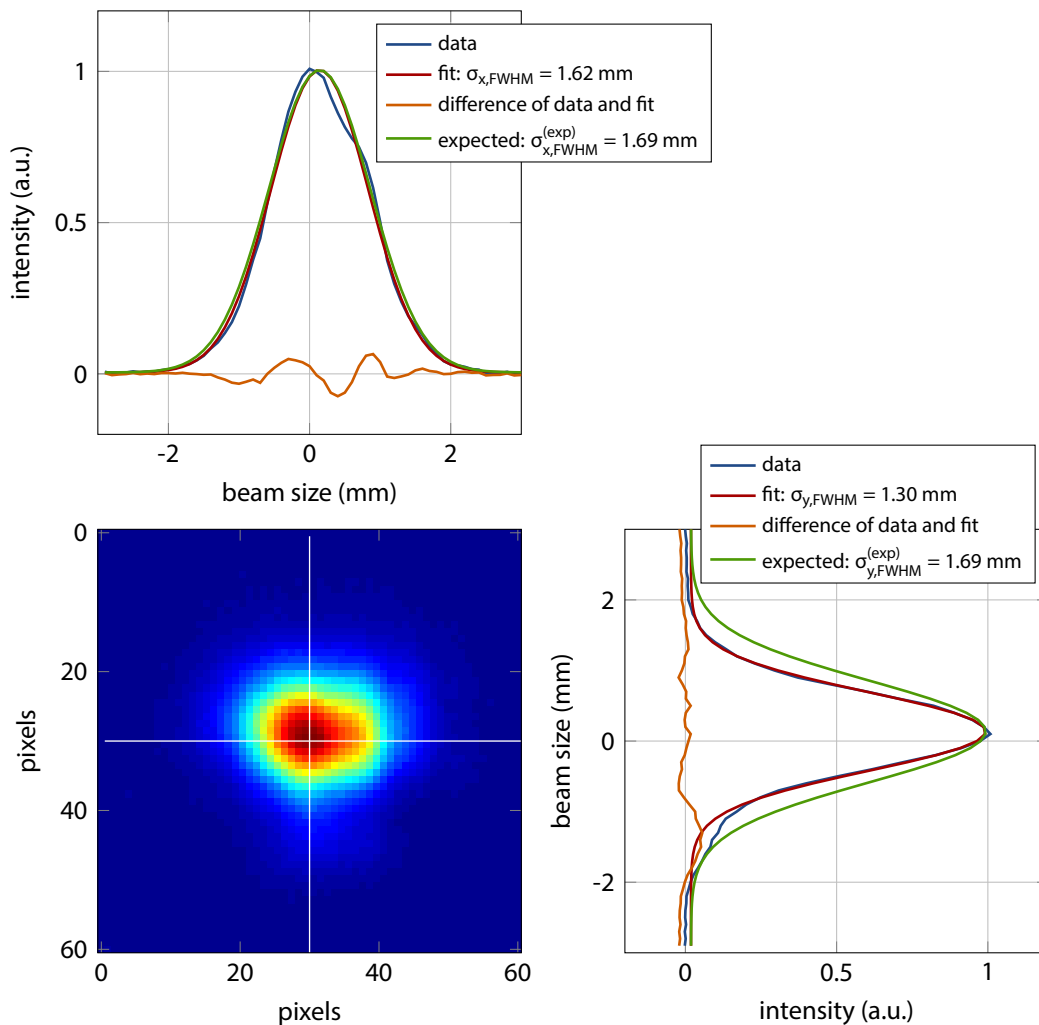 data
fit: σx,FWHM = 1.62 mm
difference of data and fit
expected: σx,FWHM(exp) = 1.69 mm
1
0.5
0
intensity (a.u.)
-2 0 2
beam size (mm)
data
fit: σy,FWHM = 1.30 mm
difference of data and fit
expected: σy,FWHM(exp) = 1.69 mm
0
20
40
60
pixels
0 20 40 60
pixels
2
0
-2
beam size (mm)
0 0.5 1
intensity (a.u.)